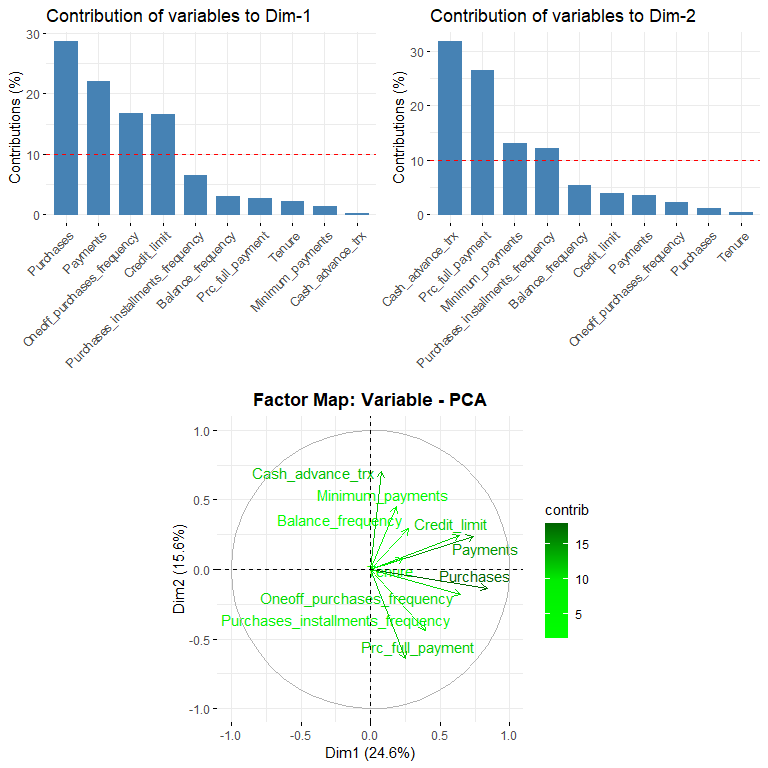 Contribution of variables to Dim-1
Contributions (%)
30
20
10
0
Purchases
Payments
Oneoff_purchases_frequency
Credit_limit
Purchases_installments_frequency
Balance_frequency
Prc_full_payment
Tenure
Minimum_payments
Cash_advance_trx
Contribution of variables to Dim-2
Contributions (%)
30
20
10
0
Cash_advance_trx
Prc_full_payment
Minimum_payments
Purchases_installments_frequency
Balance_frequency
Credit_limit
Payments
Oneoff_purchases_frequency
Purchases
Tenure
Factor Map: Variable - PCA
Dim2 (15.6%)
1.0
0.5
0.0
-0.5
-1.0
Cash_advance_trx
Minimum_payments
Balance_frequency
Credit_limit
Payments
Tenure
Purchases
Oneoff_purchases_frequency
Purchases_installments_frequency
Prc_full_payment
-1.0
-0.5
0.0
0.5
1.0
Dim1 (24.6%)
contrib
15
10
5